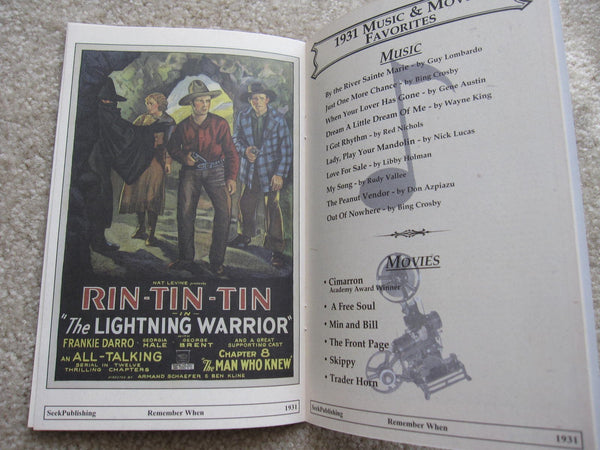 NAT LEVINE presents
RIN-TIN-TIN
IN
"The LIGHTNING WARRIOR"
FRANKIE DARRO
GEORGIA HALE
GEORGE BRENT
AND A GREAT SUPPORTING CAST
AN ALL-TALKING
SERIAL IN TWELVE
THRILLING CHAPTERS
CHAPTER 8
"THE MAN WHO KNEW"
DIRECTED BY ARMAND SCHAEFER & BEN KLINE
SeekPublishing Remember When 1931
1931 MUSIC & MOVIE
FAVORITES
MUSIC
By the River Sainte Marie - by Guy Lombardo
Just One More Chance - by Bing Crosby
When Your Lover Has Gone - by Gene Austin
Dream A Little Dream Of Me - by Wayne King
I Got Rhythm - by Red Nichols
Lady, Play Your Mandolin - by Nick Lucas
Love For Sale - by Libby Holman
My Song - by Rudy Vallee
The Peanut Vendor - by Don Azpiazu
Out Of Nowhere - by Bing Crosby
MOVIES
• Cimarron
Academy Award Winner
• A Free Soul
• Min and Bill
• The Front Page
• Skippy
• Trader Horn
SeekPublishing Remember When 1931